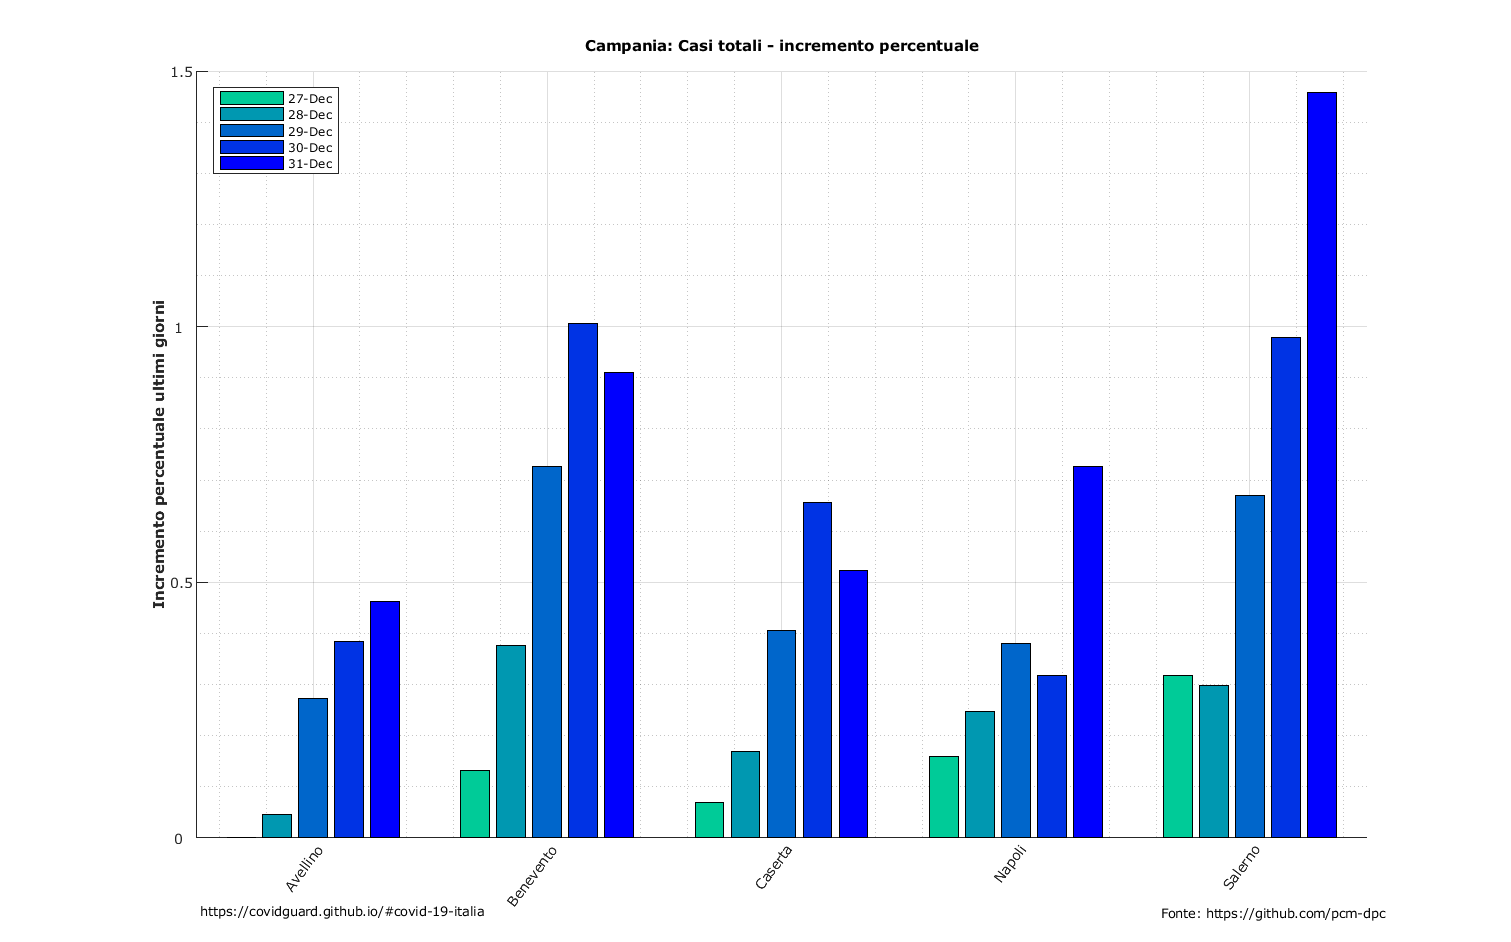 Campania: Casi totali - incremento percentuale
1.5
27-Dec
28-Dec
29-Dec
30-Dec
31-Dec
1
Incremento percentuale ultimi giorni
0.5
0
Avellino
Benevento
Caserta
Napoli
Salerno
https://covidguard.github.io/#covid-19-italia
Fonte: https://github.com/pcm-dpc